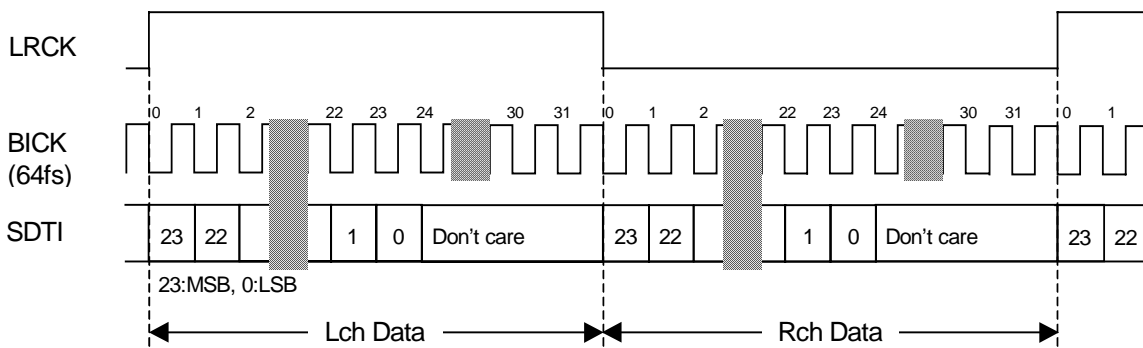 LRCK
0 1 2 22 23 24 30 31 0 1 2 22 23 24 30 31 0 1
BICK
(64fs)
SDTI 23 22 1 0 Don't care 23 22 1 0 Don't care 23 22
23:MSB, 0:LSB
Lch Data Rch Data